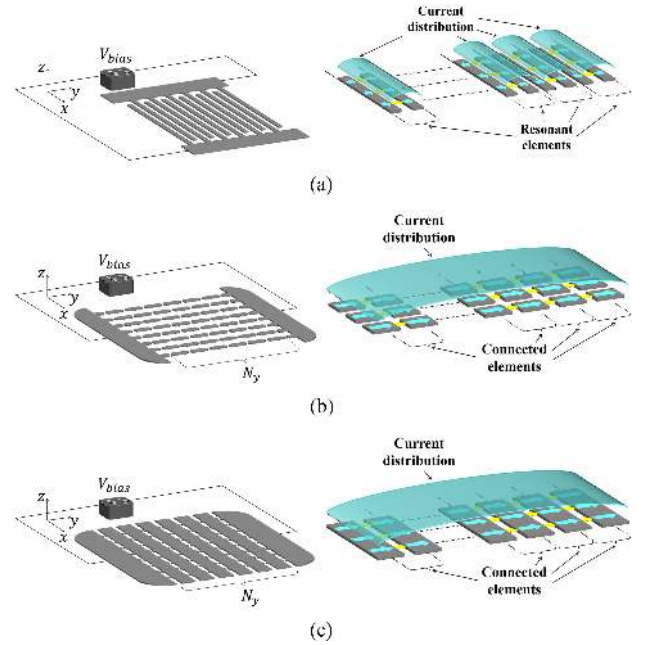 Current
distribution
V_bias
z
y
x
Resonant
elements
(a)
Current
distribution
V_bias
z
y
x
Connected
elements
N_y
(b)
Current
distribution
V_bias
z
y
x
Connected
elements
N_y
(c)